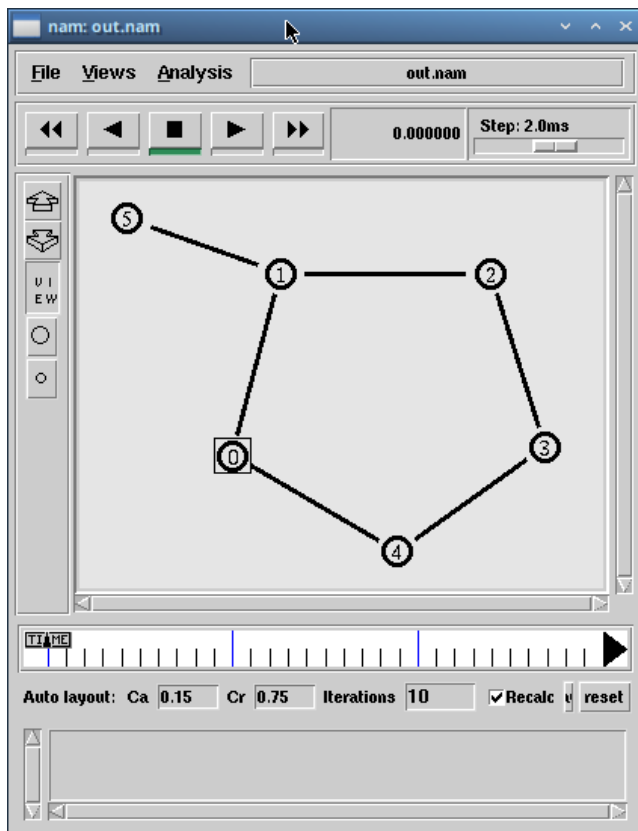 nam: out.nam
File Views Analysis out.nam
0.000000 Step: 2.0ms
5
1 2
V I
E W
0 3
4
TIME
Auto layout: Ca 0.15 Cr 0.75 Iterations 10 Recalc reset